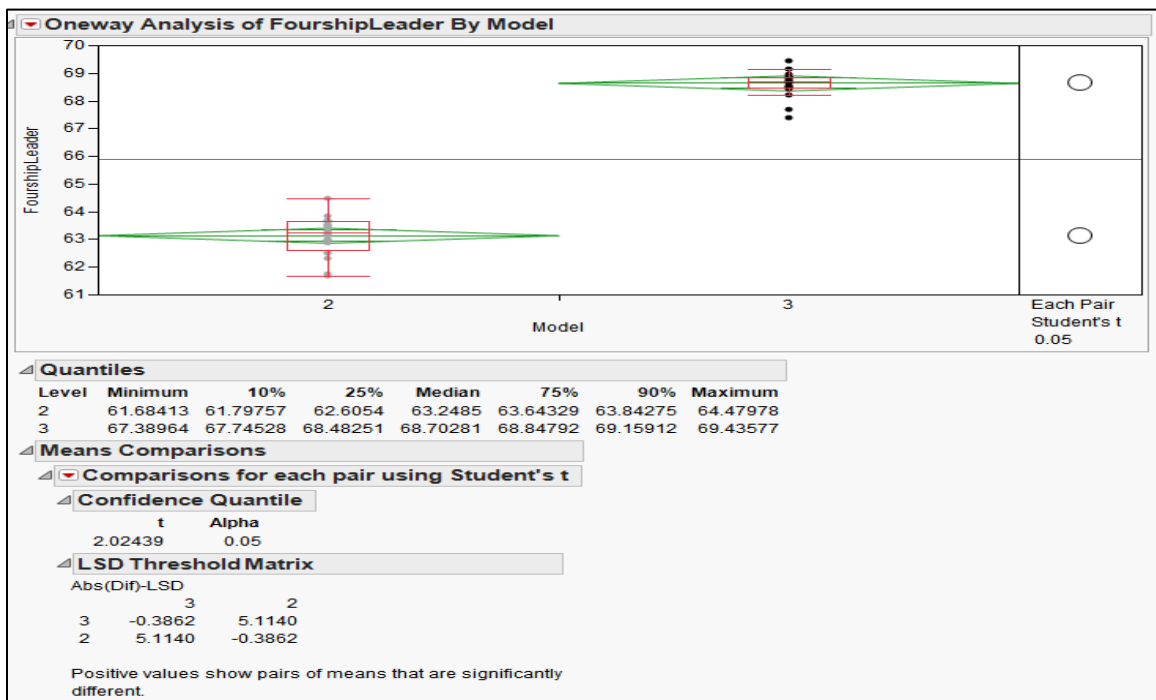 Oneway Analysis of FourshipLeader By Model
70
69
68
67
66
65
64
63
62
61
FourshipLeader
2 3
Model
Each Pair
Student's t
0.05
Quantiles
Level Minimum 10% 25% Median 75% 90% Maximum
2 61.68413 61.79757 62.6054 63.2485 63.64329 63.84275 64.47978
3 67.38964 67.74528 68.48251 68.70281 68.84792 69.15912 69.43577
Means Comparisons
Comparisons for each pair using Student's t
Confidence Quantile
t Alpha
2.02439 0.05
LSD Threshold Matrix
Abs(Dif)-LSD
3 2
3 -0.3862 5.1140
2 5.1140 -0.3862
Positive values show pairs of means that are significantly
different.